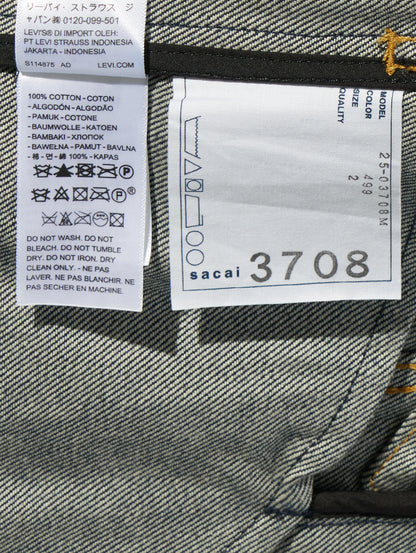 リーバイ・ストラウス ジ
ャパン㈱ 0120-099-501
LEVI'S® DI IMPORT OLEH:
PT LEVI STRAUSS INDONESIA
JAKARTA - INDONESIA
S114875 AD LEVI.COM
100% COTTON - COTON
- ALGODÓN - ALGODÃO
- PAMUK - COTONE
- BAUMWOLLE - KATOEN
- BAMBAKI - ХЛОПОК
- BAWEŁNA - PAMUT - BAVLNA
- 棉 - 면 - 綿 100% - KAPAS
DO NOT WASH. DO NOT
BLEACH. DO NOT TUMBLE
DRY. DO NOT IRON. DRY
CLEAN ONLY. - NE PAS
LAVER. NE PAS BLANCHIR. NE
PAS SECHER EN MACHINE.
MODEL 25-03708M
COLOR 499
SIZE 2
QUALITY
sacai 3708